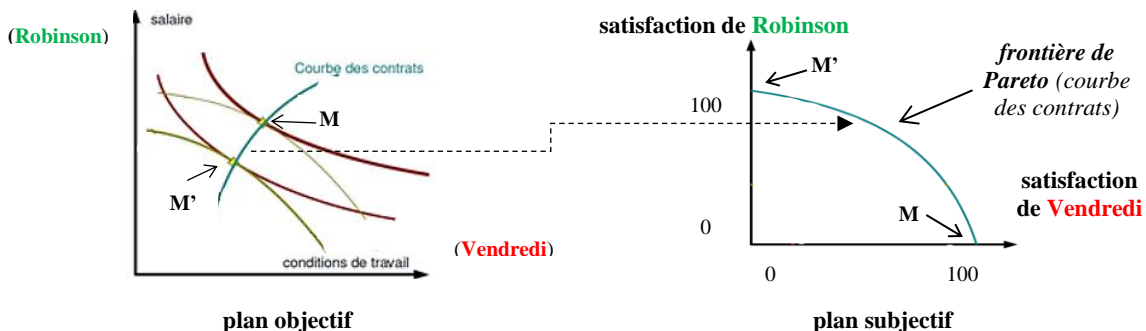 salaire
(Robinson)
Courbe des contrats
M
M’
(Vendredi)
conditions de travail
plan objectif
satisfaction de Robinson
M’
frontière de
Pareto (courbe
des contrats)
100
satisfaction
de Vendredi
M
0
0
100
plan subjectif